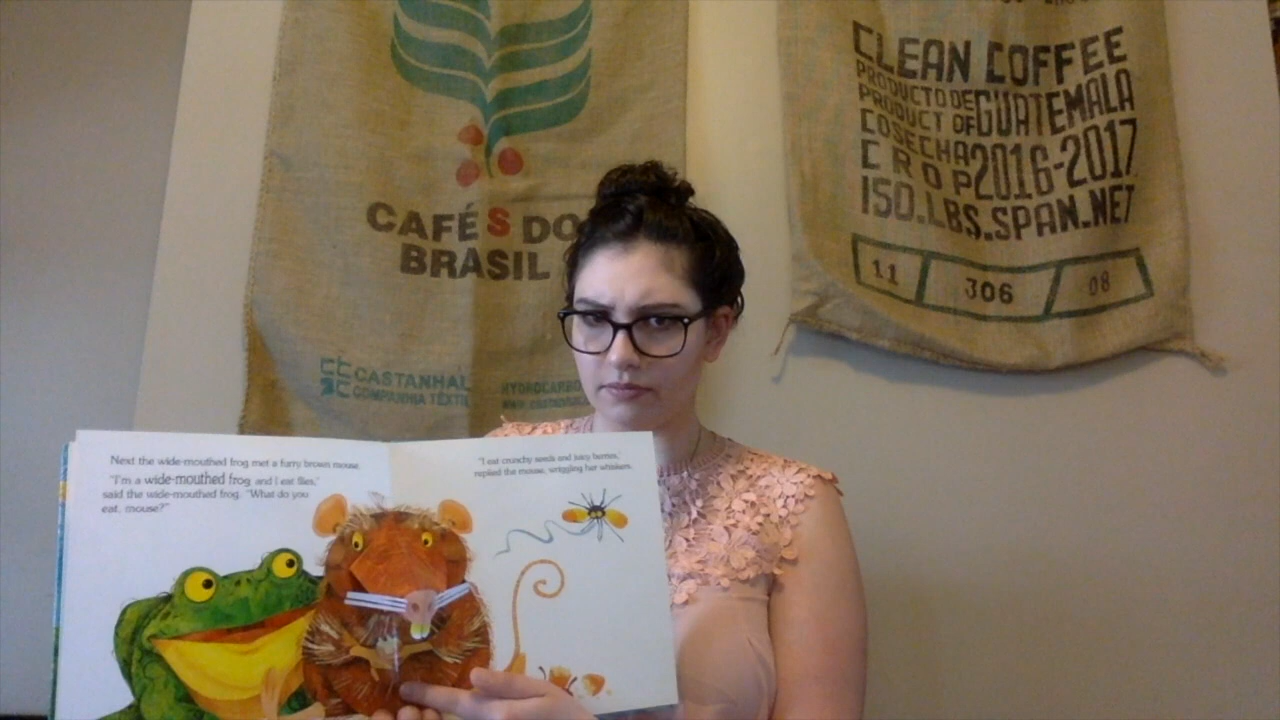 CAFÉS DO
BRASIL
CASTANHAL
COMPANHIA TÊXTIL
CLEAN COFFEE
PRODUCTO DE
PRODUCT OF GUATEMALA
COSECHA
CROP 2016-2017
150.LBS.SPAN.NET
11 306 08
Next the wide-mouthed frog met a furry brown mouse.
"I'm a wide-mouthed frog and I eat flies,"
said the wide-mouthed frog. "What do you
eat, mouse?"
"I eat crunchy seeds and juicy berries,"
replied the mouse, wriggling her whiskers.